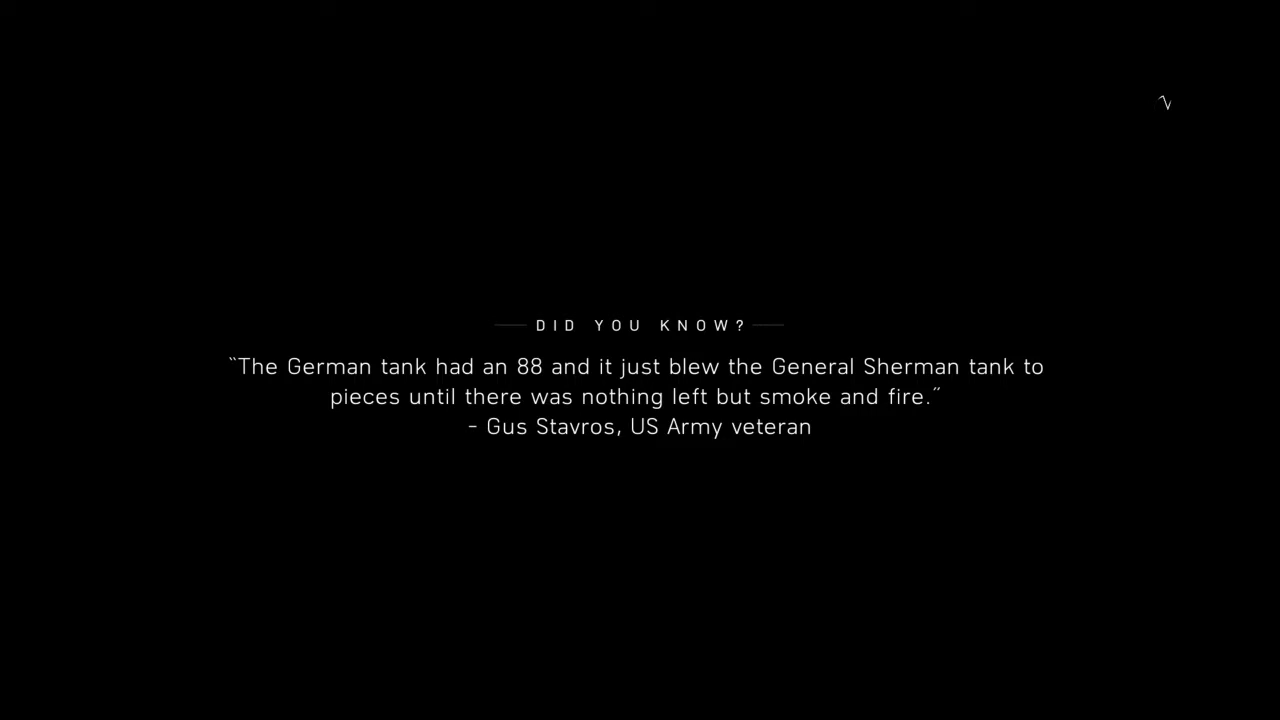 DID YOU KNOW?
``The German tank had an 88 and it just blew the General Sherman tank to
pieces until there was nothing left but smoke and fire.˝
- Gus Stavros, US Army veteran